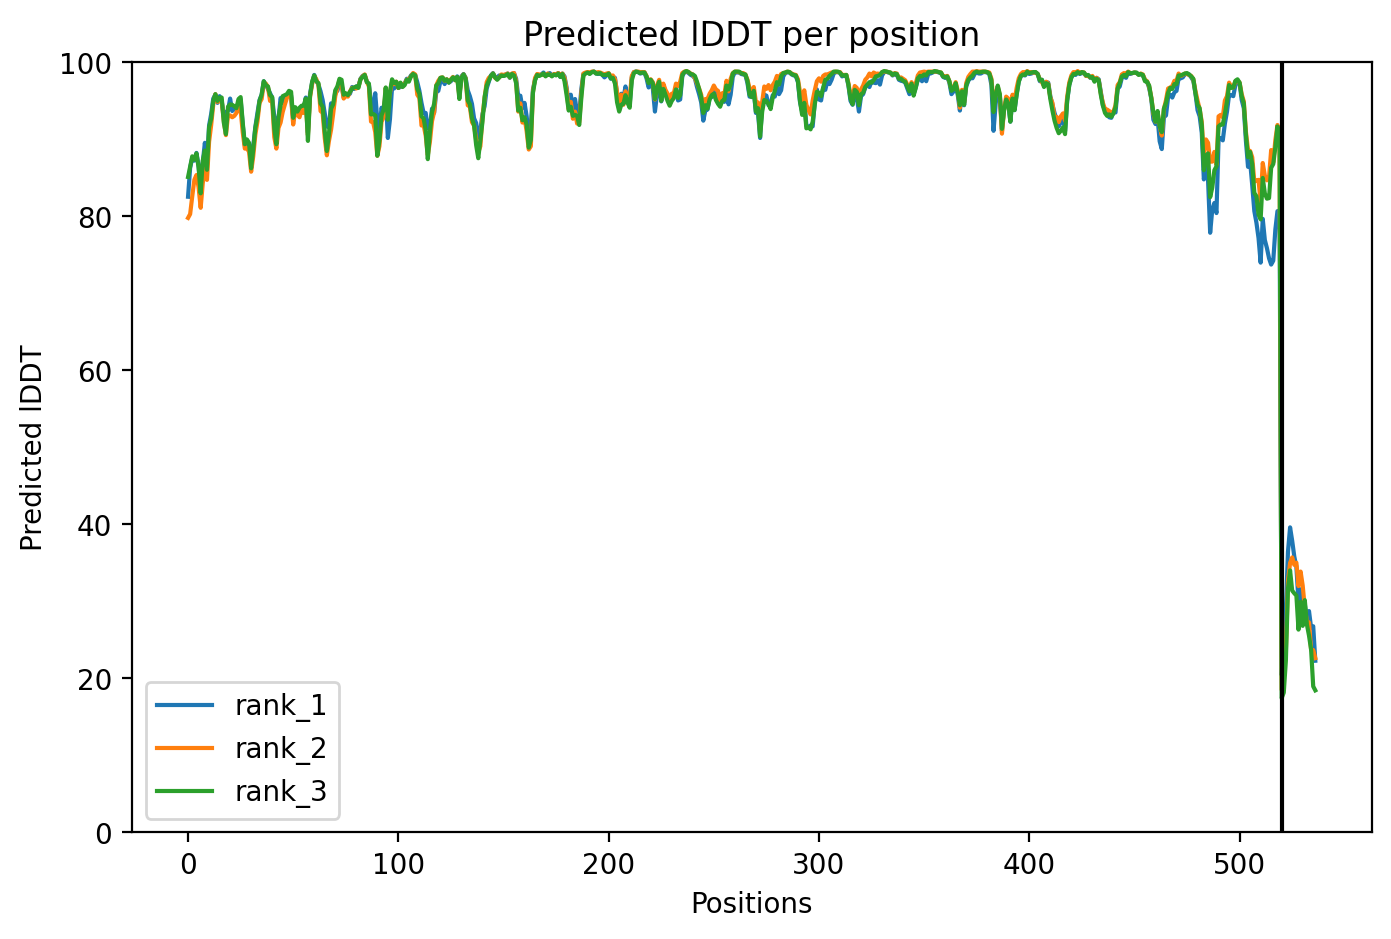 Predicted lDDT per position
Predicted lDDT
100
80
60
40
20
0
rank_1
rank_2
rank_3
0 100 200 300 400 500
Positions